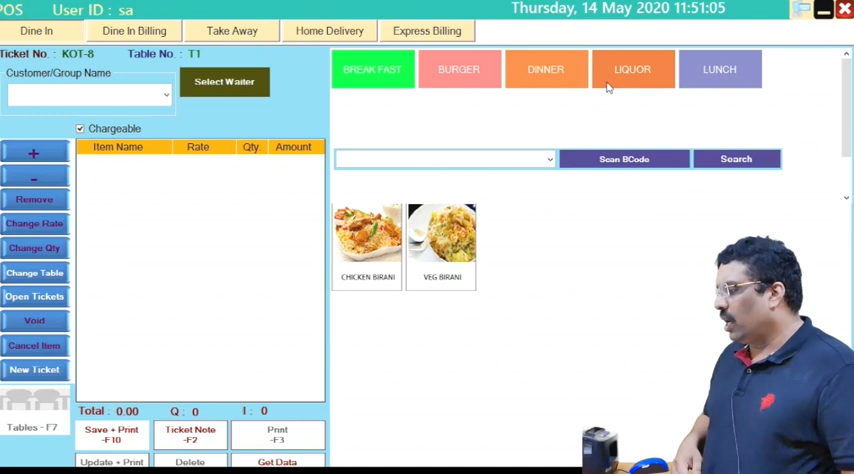 POS User ID : sa
Thursday, 14 May 2020 11:51:05
Dine In
Dine In Billing
Take Away
Home Delivery
Express Billing
Ticket No. : KOT-8
Table No. : T1
Customer/Group Name
Select Waiter
Chargeable
BREAK FAST
BURGER
DINNER
LIQUOR
LUNCH
Item Name Rate Qty. Amount
+
-
Remove
Change Rate
Change Qty
Change Table
Open Tickets
Void
Cancel Item
New Ticket
Tables - F7
Scan BCode
Search
CHICKEN BIRANI
VEG BIRANI
Total : 0.00 Q : 0 I : 0
Save + Print
-F10
Ticket Note
-F2
Print
-F3
Update + Print
Delete
Get Data